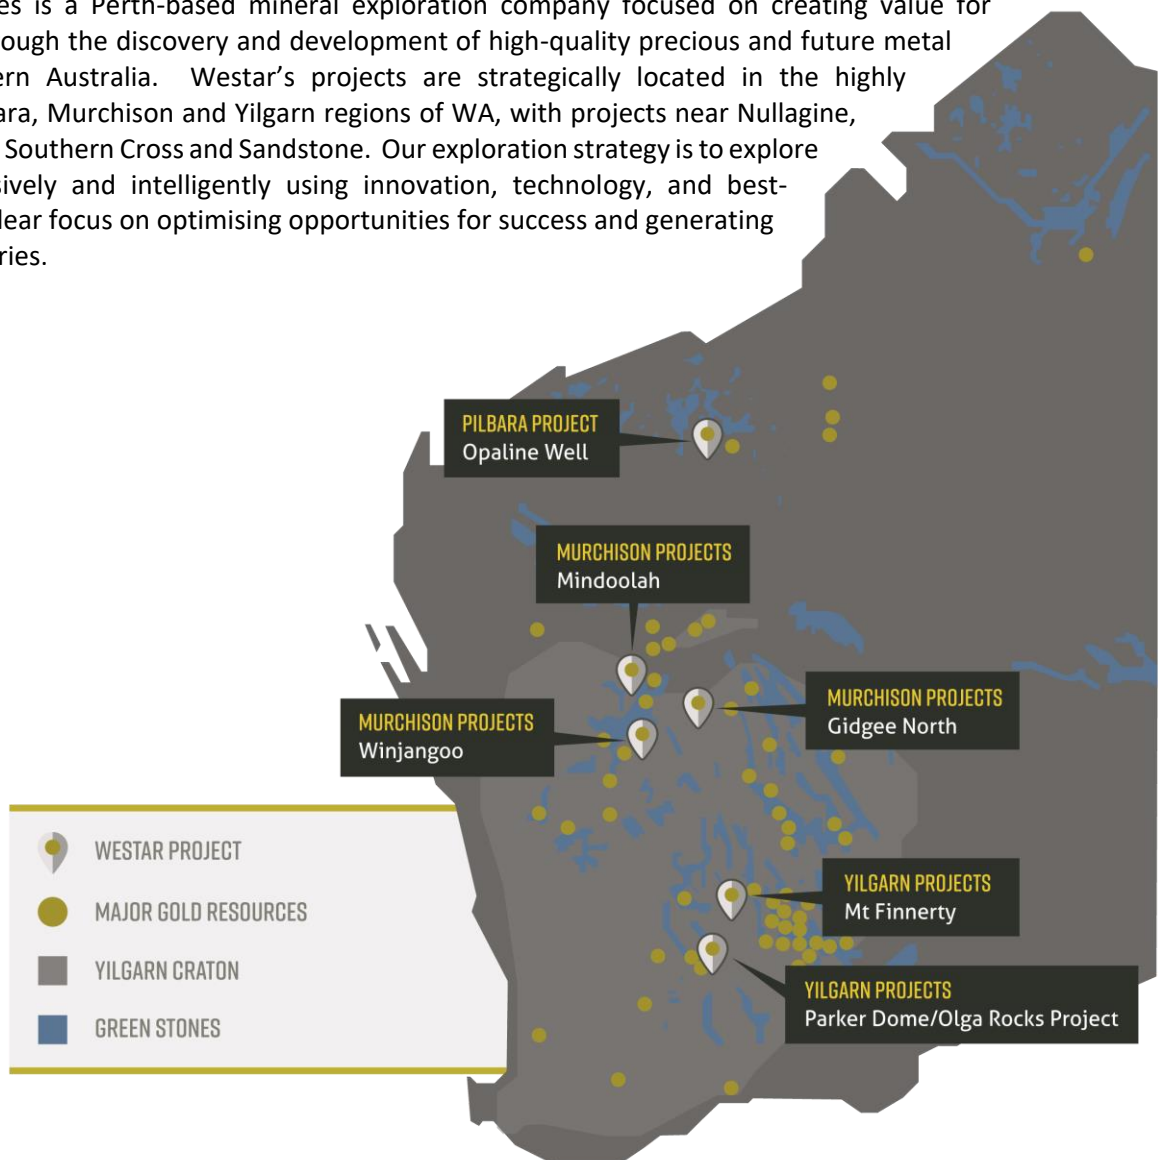 es is a Perth-based mineral exploration company focused on creating value for
ough the discovery and development of high-quality precious and future metal
ern Australia. Westar’s projects are strategically located in the highly
ara, Murchison and Yilgarn regions of WA, with projects near Nullagine,
Southern Cross and Sandstone. Our exploration strategy is to explore
sively and intelligently using innovation, technology, and best-
lear focus on optimising opportunities for success and generating
ries.
PILBARA PROJECT
Opaline Well
MURCHISON PROJECTS
Mindoolah
MURCHISON PROJECTS
Gidgee North
MURCHISON PROJECTS
Winjangoo
WESTAR PROJECT
MAJOR GOLD RESOURCES
YILGARN CRATON
GREEN STONES
YILGARN PROJECTS
Mt Finnerty
YILGARN PROJECTS
Parker Dome/Olga Rocks Project